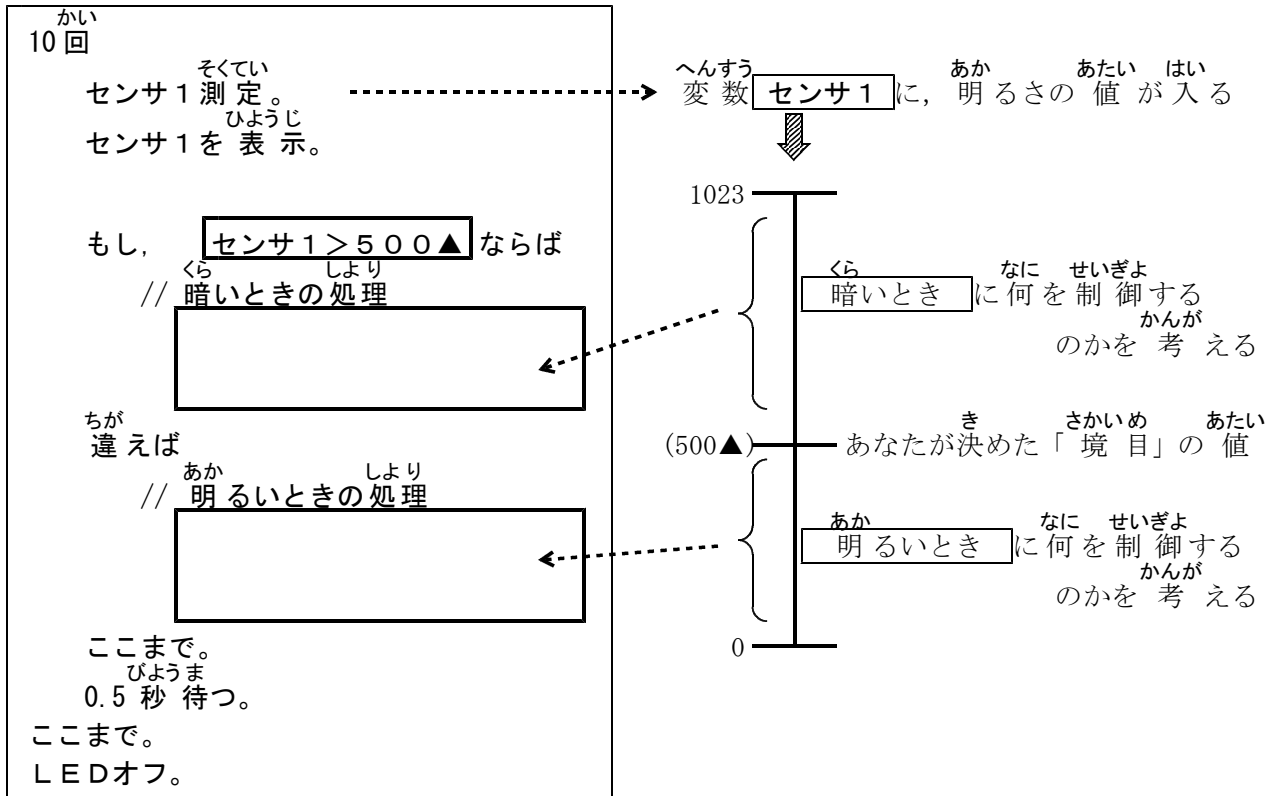 かい
10回
そくてい
センサ1測定。
ひようじ
センサ1を表示。
もし, センサ1>500▲ ならば
くら しより
// 暗いときの処理
ちが
違えば
あか しより
// 明るいときの処理
ここまで。
びようま
0.5秒待つ。
ここまで。
LEDオフ。
へんすう あか あたい はい
変数 センサ1 に, 明るさの値が入る
1023
くら なに せいぎよ
暗いとき に何を制御する
かんが
のかを考える
き さかいめ あたい
(500▲) あなたが決めた「境目」の値
あか なに せいぎよ
明るいとき に何を制御する
かんが
のかを考える
0